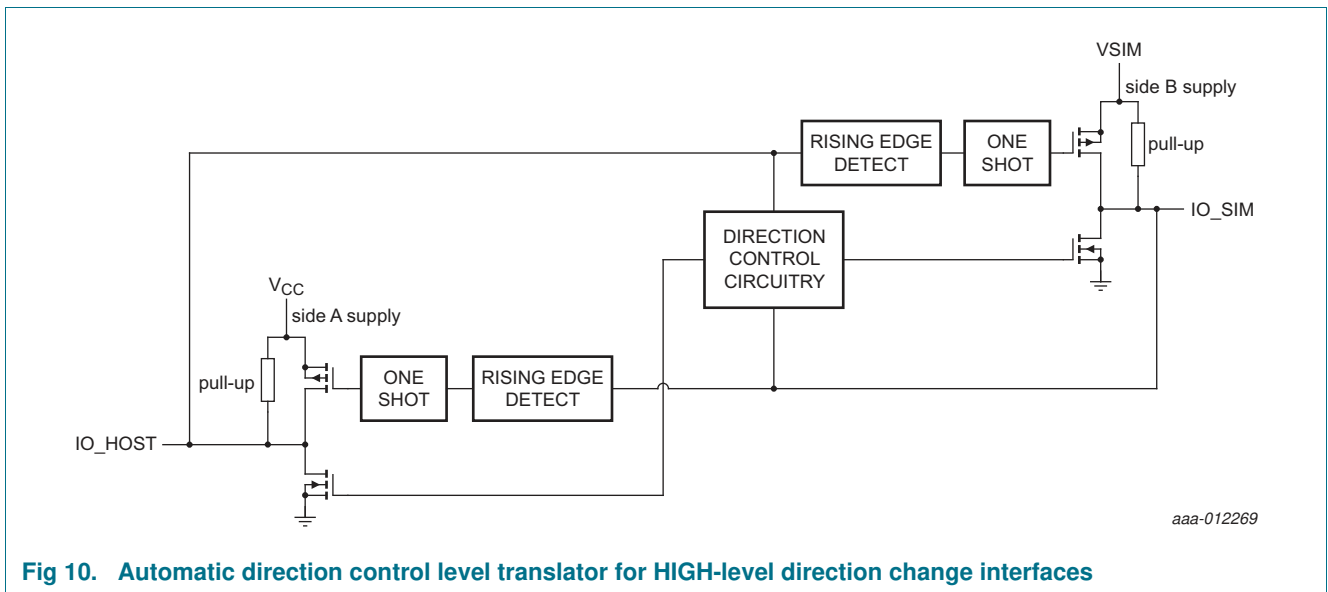 VSIM
side B supply
RISING EDGE
DETECT
ONE
SHOT
pull-up
IO_SIM
DIRECTION
CONTROL
CIRCUITRY
VCC
side A supply
pull-up
ONE
SHOT
RISING EDGE
DETECT
IO_HOST
aaa-012269
Fig 10. Automatic direction control level translator for HIGH-level direction change interfaces